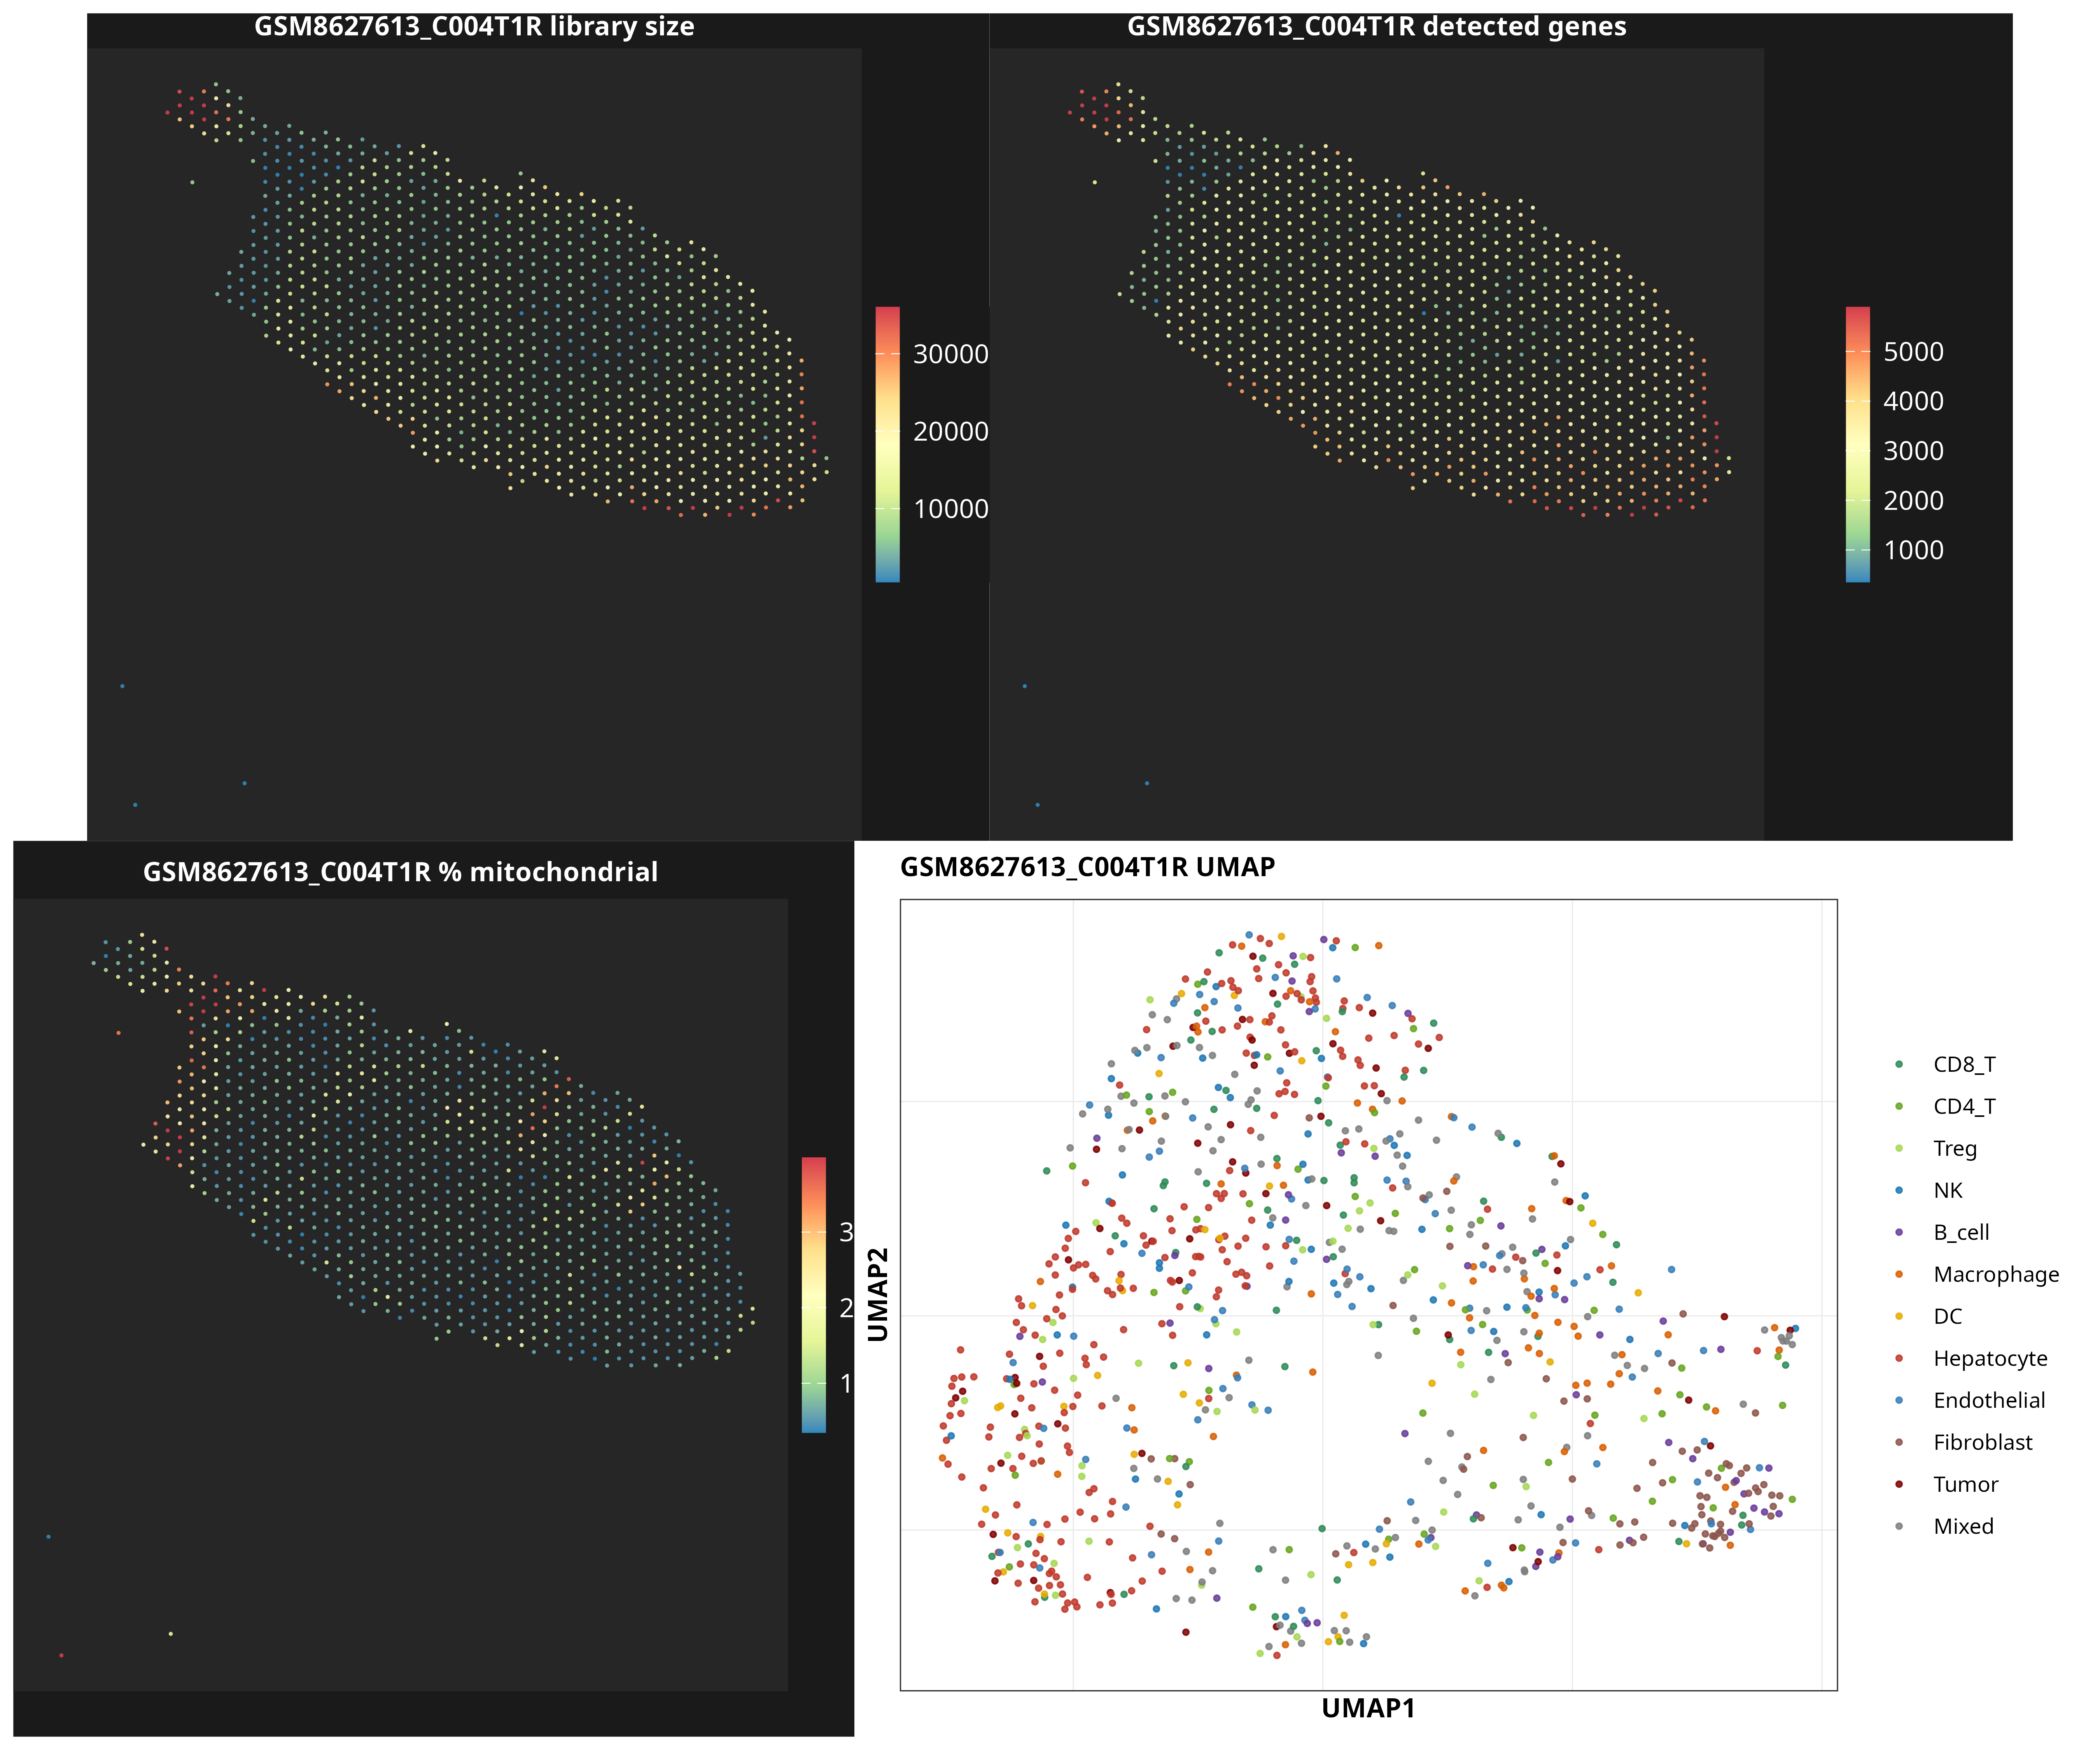 GSM8627613_C004T1R library size
30000
20000
10000
GSM8627613_C004T1R detected genes
5000
4000
3000
2000
1000
GSM8627613_C004T1R % mitochondrial
3
2
1
GSM8627613_C004T1R UMAP
UMAP2
UMAP1
CD8_T
CD4_T
Treg
NK
B_cell
Macrophage
DC
Hepatocyte
Endothelial
Fibroblast
Tumor
Mixed